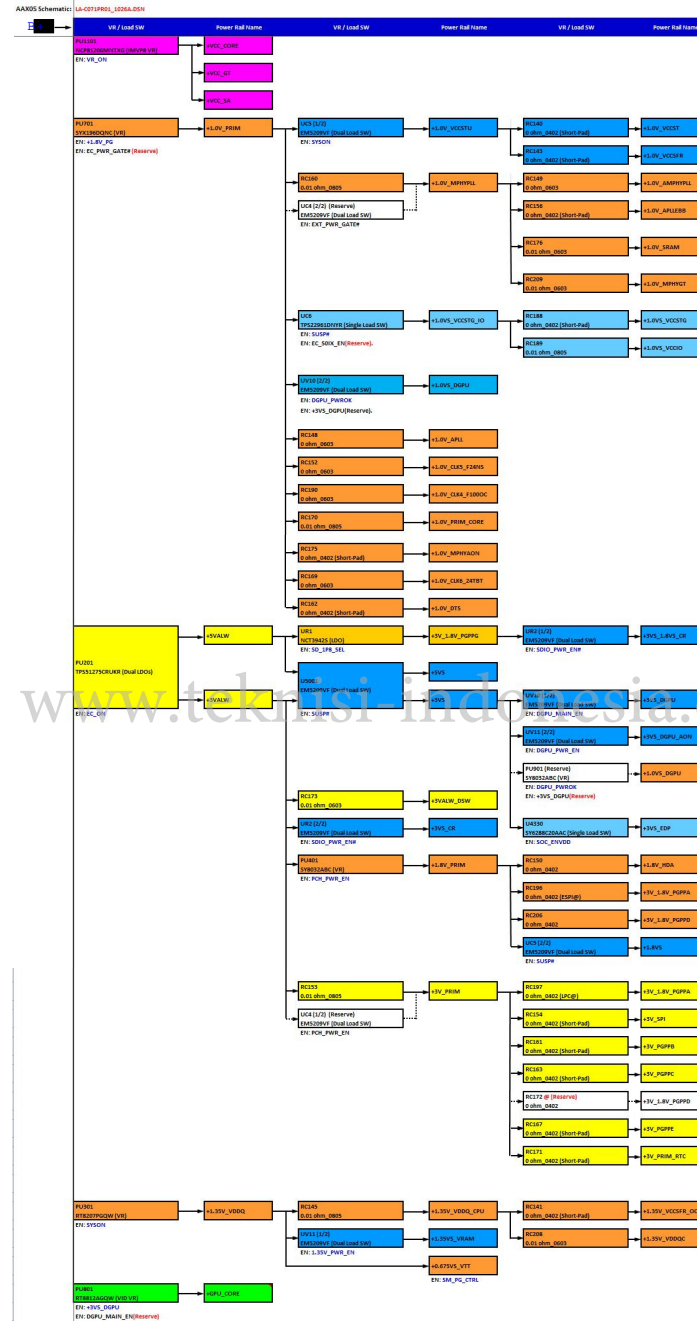 AAX05 Schematic: LA-C071PR01_1026A.DSN
VR / Load SW
Power Rail Name
VR / Load SW
Power Rail Name
VR / Load SW
Power Rail Name
PU1101
NCP81206MNTXG (IMVP8 VR)
EN: VR_ON
+VCC_CORE
+VCC_GT
+VCC_SA
PU701
SYX196DQNC (VR)
EN: +1.8V_PG
EN: EC_PWR_GATE# (Reserve)
+1.0V_PRIM
UC5 (1/2)
EM5209VF (Dual Load SW)
EN: SYSON
+1.0V_VCCSTU
RC140
0 ohm_0402 (Short-Pad)
+1.0V_VCCST
RC143
0 ohm_0402 (Short-Pad)
+1.0V_VCCSFR
RC160
0.01 ohm_0805
+1.0V_MPHYPLL
RC149
0 ohm_0603
+1.0V_AMPHYPLL
UC4 (2/2) (Reserve)
EM5209VF (Dual Load SW)
EN: EXT_PWR_GATE#
RC156
0 ohm_0402 (Short-Pad)
+1.0V_APLLEBB
RC176
0.01 ohm_0603
+1.0V_SRAM
RC209
0.01 ohm_0603
+1.0V_MPHYGT
UC6
TPS22961DNYR (Single Load SW)
EN: SUSP#
EN: EC_S0IX_EN(Reserve).
+1.0VS_VCCSTG_IO
RC188
0 ohm_0402 (Short-Pad)
+1.0VS_VCCSTG
RC189
0.01 ohm_0805
+1.0VS_VCCIO
UV10 (2/2)
EM5209VF (Dual Load SW)
EN: DGPU_PWROK
EN: +3VS_DGPU(Reserve).
+1.0VS_DGPU
RC148
0 ohm_0603
+1.0V_APLL
RC152
0 ohm_0603
+1.0V_CLK5_F24NS
RC190
0 ohm_0603
+1.0V_CLK4_F100OC
RC170
0.01 ohm_0805
+1.0V_PRIM_CORE
RC175
0 ohm_0402 (Short-Pad)
+1.0V_MPHYAON
RC169
0 ohm_0603
+1.0V_CLK6_24TBT
RC162
0 ohm_0402 (Short-Pad)
+1.0V_DTS
PU201
TPS51275CRUKR (Dual LDOs)
EN: EC_ON
+5VALW
+3VALW
UR1
NCT3942S (LDO)
EN: SD_1P8_SEL
+3V_1.8V_PGPPG
UR2 (1/2)
EM5209VF (Dual Load SW)
EN: SDIO_PWR_EN#
+3VS_1.8VS_CR
EM5209VF (Dual Load SW)
EN: SUSP#
+5VS
+3VS
EM5209VF (Dual Load SW)
EN: DGPU_MAIN_EN
+3VS_DGPU
UV11 (2/2)
EM5209VF (Dual Load SW)
EN: DGPU_PWR_EN
+3VS_DGPU_AON
PU901 (Reserve)
SY8032ABC (VR)
EN: DGPU_PWROK
EN: +3VS_DGPU(Reserve)
+1.0VS_DGPU
RC173
0.01 ohm_0603
+3VALW_DSW
UR2 (2/2)
EM5209VF (Dual Load SW)
EN: SDIO_PWR_EN#
+3VS_CR
U4330
SY6288C20AAC (Single Load SW)
EN: SOC_ENVDD
+3VS_EDP
PU401
SY8032ABC (VR)
EN: PCH_PWR_EN
+1.8V_PRIM
RC150
0 ohm_0402
+1.8V_HDA
RC196
0 ohm_0402 (ESPI@)
+3V_1.8V_PGPPA
RC206
0 ohm_0402
+3V_1.8V_PGPPD
UC5 (2/2)
EM5209VF (Dual Load SW)
EN: SUSP#
+1.8VS
RC153
0.01 ohm_0805
+3V_PRIM
RC197
0 ohm_0402 (LPC@)
+3V_1.8V_PGPPA
UC4 (1/2) (Reserve)
EM5209VF (Dual Load SW)
EN: PCH_PWR_EN
RC154
0 ohm_0402 (Short-Pad)
+3V_SPI
RC161
0 ohm_0402 (Short-Pad)
+3V_PGPPB
RC163
0 ohm_0402 (Short-Pad)
+3V_PGPPC
RC172 @ (Reserve)
0 ohm_0402
+3V_1.8V_PGPPD
RC167
0 ohm_0402 (Short-Pad)
+3V_PGPPE
RC171
0 ohm_0402 (Short-Pad)
+3V_PRIM_RTC
PU501
RT8207PGQW (VR)
EN: SYSON
+1.35V_VDDQ
RC145
0.01 ohm_0805
+1.35V_VDDQ_CPU
RC141
0 ohm_0402 (Short-Pad)
+1.35V_VCCSFR_OC
UV11 (1/2)
EM5209VF (Dual Load SW)
EN: 1.35V_PWR_EN
+1.35VS_VRAM
RC208
0.01 ohm_0603
+1.35V_VDDQC
+0.675VS_VTT
EN: SM_PG_CTRL
PU801
RT8812AGQW (VID VR)
EN: +3VS_DGPU
EN: DGPU_MAIN_EN(Reserve)
+GPU_CORE
www.teknisi-indonesia.